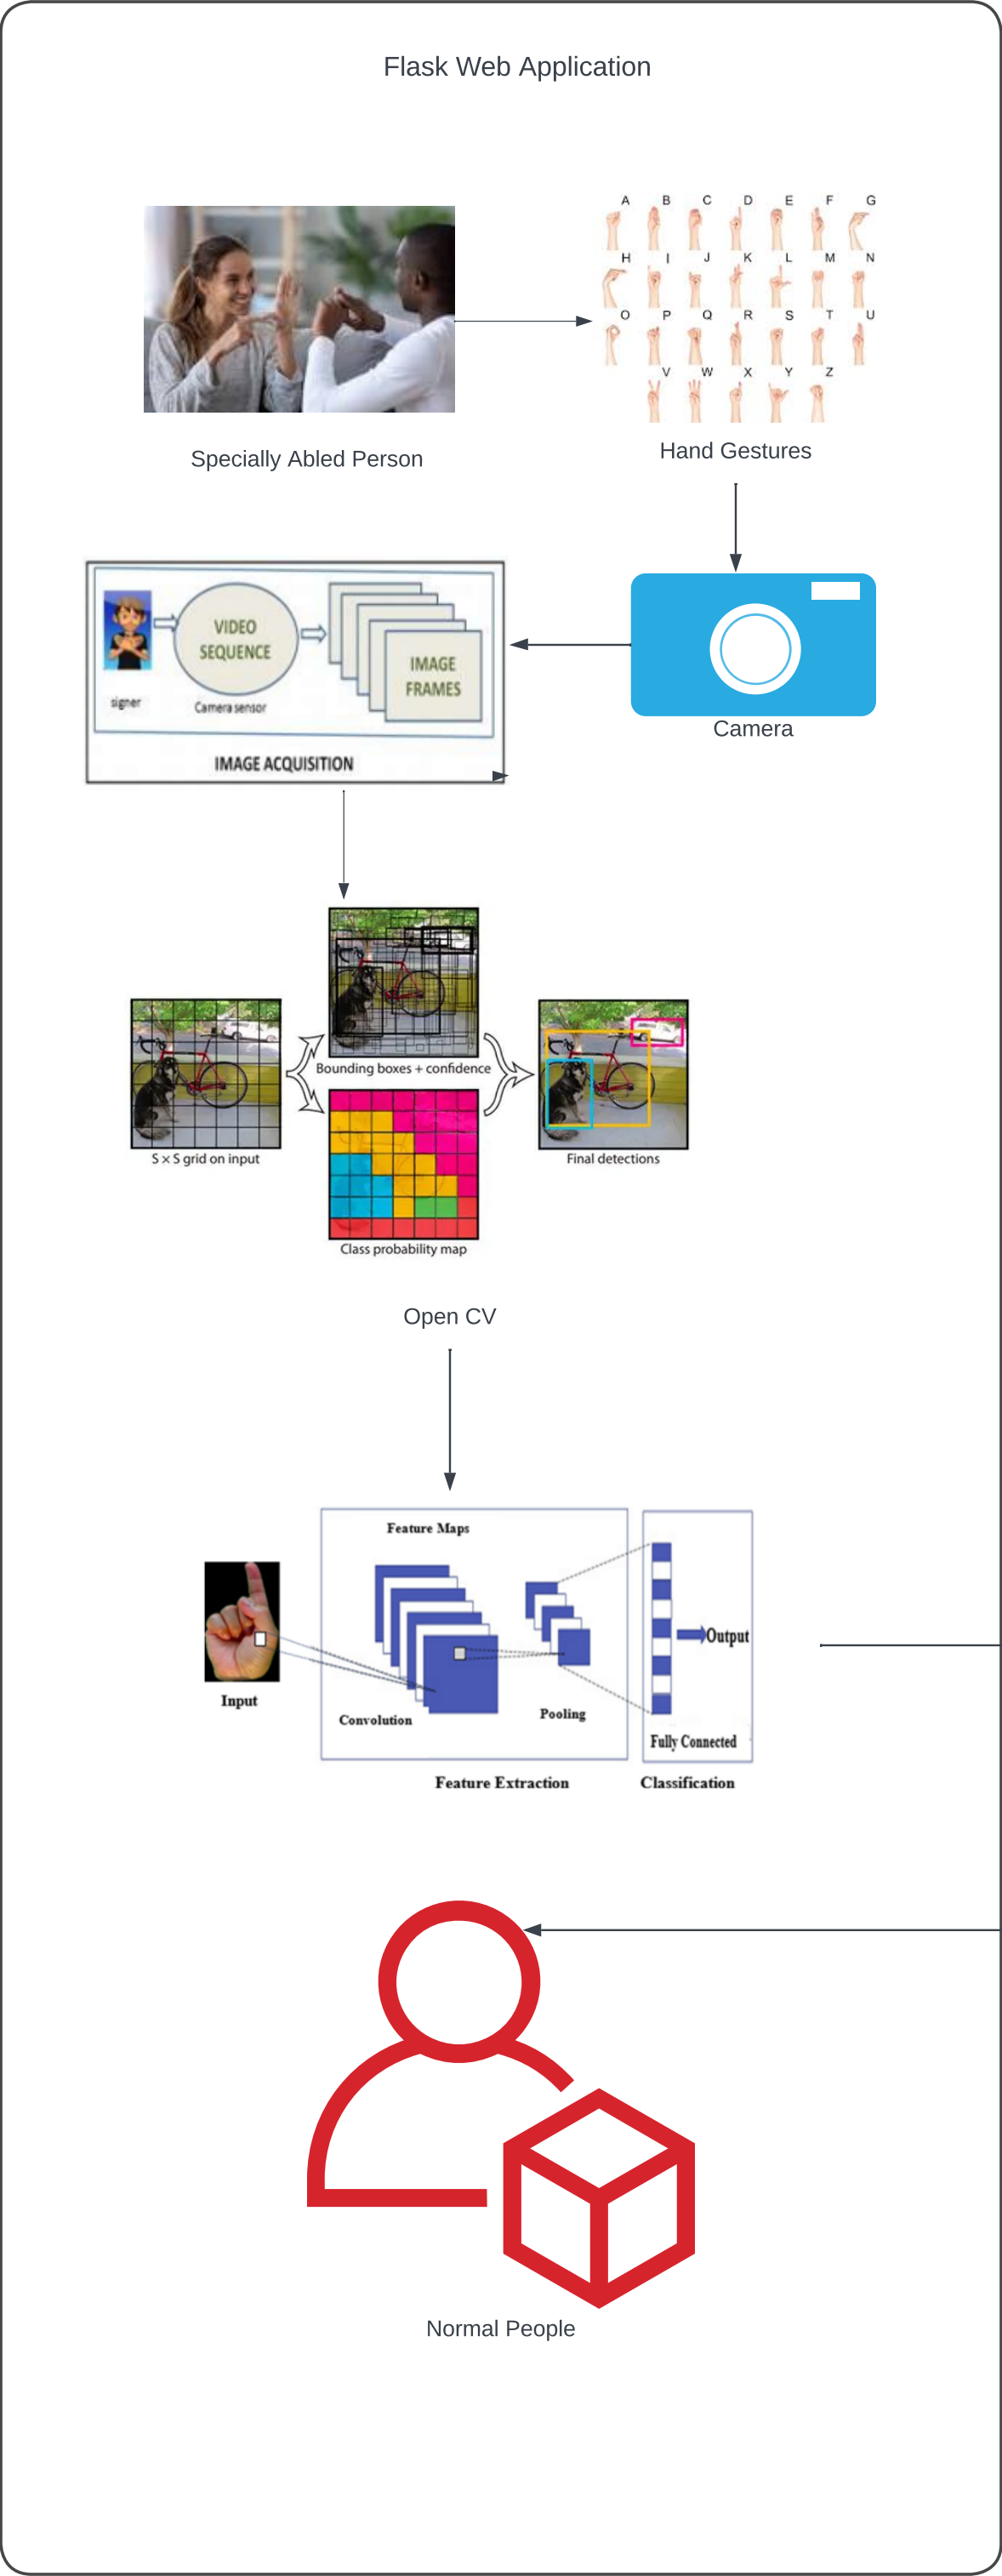 Flask Web Application
A B C D E F G
H I J K L M N
O P Q R S T U
V W X Y Z
Specially Abled Person
Hand Gestures
VIDEO
SEQUENCE
IMAGE
FRAMES
signer
Camera sensor
IMAGE ACQUISITION
Camera
Bounding boxes + confidence
S × S grid on input
Final detections
Class probability map
Open CV
Feature Maps
Output
Input
Convolution
Pooling
Fully Connected
Feature Extraction
Classification
Normal People